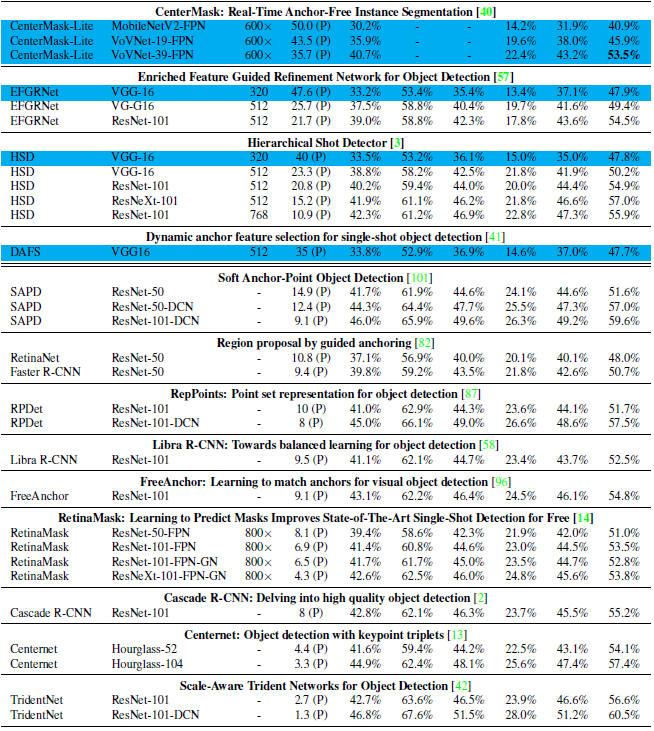 CenterMask: Real-Time Anchor-Free Instance Segmentation [40]
CenterMask-Lite MobileNetV2-FPN 600× 50.0 (P) 30.2% - - 14.2% 31.9% 40.9%
CenterMask-Lite VoVNet-19-FPN 600× 43.5 (P) 35.9% - - 19.6% 38.0% 45.9%
CenterMask-Lite VoVNet-39-FPN 600× 35.7 (P) 40.7% - - 22.4% 43.2% 53.5%
Enriched Feature Guided Refinement Network for Object Detection [57]
EFGRNet VGG-16 320 47.6 (P) 33.2% 53.4% 35.4% 13.4% 37.1% 47.9%
EFGRNet VG-G16 512 25.7 (P) 37.5% 58.8% 40.4% 19.7% 41.6% 49.4%
EFGRNet ResNet-101 512 21.7 (P) 39.0% 58.8% 42.3% 17.8% 43.6% 54.5%
Hierarchical Shot Detector [3]
HSD VGG-16 320 40 (P) 33.5% 53.2% 36.1% 15.0% 35.0% 47.8%
HSD VGG-16 512 23.3 (P) 38.8% 58.2% 42.5% 21.8% 41.9% 50.2%
HSD ResNet-101 512 20.8 (P) 40.2% 59.4% 44.0% 20.0% 44.4% 54.9%
HSD ResNeXt-101 512 15.2 (P) 41.9% 61.1% 46.2% 21.8% 46.6% 57.0%
HSD ResNet-101 768 10.9 (P) 42.3% 61.2% 46.9% 22.8% 47.3% 55.9%
Dynamic anchor feature selection for single-shot object detection [41]
DAFS VGG16 512 35 (P) 33.8% 52.9% 36.9% 14.6% 37.0% 47.7%
Soft Anchor-Point Object Detection [101]
SAPD ResNet-50 - 14.9 (P) 41.7% 61.9% 44.6% 24.1% 44.6% 51.6%
SAPD ResNet-50-DCN - 12.4 (P) 44.3% 64.4% 47.7% 25.5% 47.3% 57.0%
SAPD ResNet-101-DCN - 9.1 (P) 46.0% 65.9% 49.6% 26.3% 49.2% 59.6%
Region proposal by guided anchoring [82]
RetinaNet ResNet-50 - 10.8 (P) 37.1% 56.9% 40.0% 20.1% 40.1% 48.0%
Faster R-CNN ResNet-50 - 9.4 (P) 39.8% 59.2% 43.5% 21.8% 42.6% 50.7%
RepPoints: Point set representation for object detection [87]
RPDet ResNet-101 - 10 (P) 41.0% 62.9% 44.3% 23.6% 44.1% 51.7%
RPDet ResNet-101-DCN - 8 (P) 45.0% 66.1% 49.0% 26.6% 48.6% 57.5%
Libra R-CNN: Towards balanced learning for object detection [58]
Libra R-CNN ResNet-101 - 9.5 (P) 41.1% 62.1% 44.7% 23.4% 43.7% 52.5%
FreeAnchor: Learning to match anchors for visual object detection [96]
FreeAnchor ResNet-101 - 9.1 (P) 43.1% 62.2% 46.4% 24.5% 46.1% 54.8%
RetinaMask: Learning to Predict Masks Improves State-of-The-Art Single-Shot Detection for Free [14]
RetinaMask ResNet-50-FPN 800× 8.1 (P) 39.4% 58.6% 42.3% 21.9% 42.0% 51.0%
RetinaMask ResNet-101-FPN 800× 6.9 (P) 41.4% 60.8% 44.6% 23.0% 44.5% 53.5%
RetinaMask ResNet-101-FPN-GN 800× 6.5 (P) 41.7% 61.7% 45.0% 23.5% 44.7% 52.8%
RetinaMask ResNeXt-101-FPN-GN 800× 4.3 (P) 42.6% 62.5% 46.0% 24.8% 45.6% 53.8%
Cascade R-CNN: Delving into high quality object detection [2]
Cascade R-CNN ResNet-101 - 8 (P) 42.8% 62.1% 46.3% 23.7% 45.5% 55.2%
Centernet: Object detection with keypoint triplets [13]
Centernet Hourglass-52 - 4.4 (P) 41.6% 59.4% 44.2% 22.5% 43.1% 54.1%
Centernet Hourglass-104 - 3.3 (P) 44.9% 62.4% 48.1% 25.6% 47.4% 57.4%
Scale-Aware Trident Networks for Object Detection [42]
TridentNet ResNet-101 - 2.7 (P) 42.7% 63.6% 46.5% 23.9% 46.6% 56.6%
TridentNet ResNet-101-DCN - 1.3 (P) 46.8% 67.6% 51.5% 28.0% 51.2% 60.5%